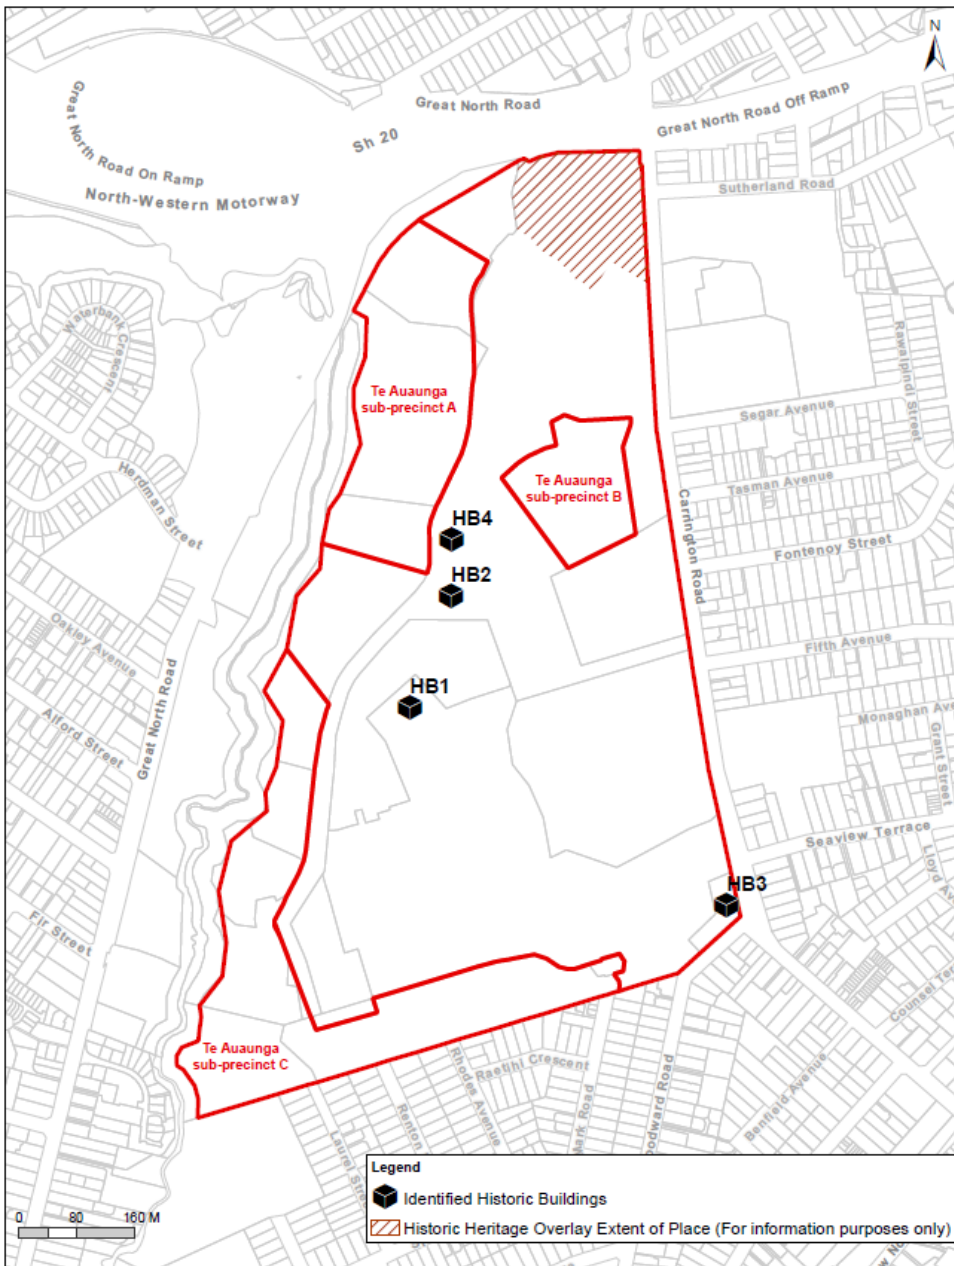 N
Great North Road
Great North Road Off Ramp
Sh 20
Great North Road On Ramp
North-Western Motorway
Sutherland Road
Waterbank Crescent
Rawalpindi Street
Te Auaunga
sub-precinct A
Segar Avenue
Herdman Street
Te Auaunga
sub-precinct B
Tasman Avenue
Carrington Road
HB4
Fontenoy Street
HB2
Oakley Avenue
Fifth Avenue
Great North Road
HB1
Alford Street
Monaghan Ave
Grant Street
Seaview Terrace
Lloyd Av
HB3
Fir Street
Counsel Ter
Te Auaunga
sub-precinct C
Rhodes Avenue
Raetihi Crescent
Mark Road
oodward Road
Benfield Avenue
Renton
Laurel Stre
Legend
Identified Historic Buildings
Historic Heritage Overlay Extent of Place (For information purposes only)
0 80 160 M